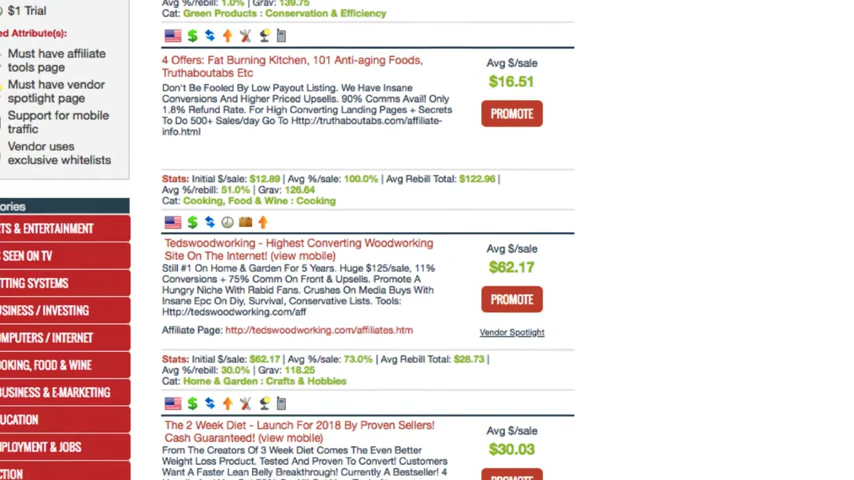 $1 Trial
ed Attribute(s):
Must have affiliate
tools page
Must have vendor
spotlight page
Support for mobile
traffic
Vendor uses
exclusive whitelists
ories
TS & ENTERTAINMENT
SEEN ON TV
TTING SYSTEMS
USINESS / INVESTING
OMPUTERS / INTERNET
OOKING, FOOD & WINE
BUSINESS & E-MARKETING
UCATION
MPLOYMENT & JOBS
CTION
Avg %/rebill: 1.0% | Grav: 139.75
Cat: Green Products : Conservation & Efficiency
4 Offers: Fat Burning Kitchen, 101 Anti-aging Foods,
Truthaboutabs Etc
Don't Be Fooled By Low Payout Listing. We Have Insane
Conversions And Higher Priced Upsells. 90% Comms Avail! Only
1.8% Refund Rate. For High Converting Landing Pages + Secrets
To Do 500+ Sales/day Go To Http://truthaboutabs.com/affiliate-
info.html
Avg $/sale
$16.51
PROMOTE
Stats: Initial $/sale: $12.89 | Avg %/sale: 100.0% | Avg Rebill Total: $122.96 |
Avg %/rebill: 51.0% | Grav: 126.64
Cat: Cooking, Food & Wine : Cooking
Tedswoodworking - Highest Converting Woodworking
Site On The Internet! (view mobile)
Still #1 On Home & Garden For 5 Years. Huge $125/sale, 11%
Conversions + 75% Comm On Front & Upsells. Promote A
Hungry Niche With Rabid Fans. Crushes On Media Buys With
Insane Epc On Diy, Survival, Conservative Lists. Tools:
Http://tedswoodworking.com/aff
Affiliate Page: http://tedswoodworking.com/affiliates.htm
Avg $/sale
$62.17
PROMOTE
Vendor Spotlight
Stats: Initial $/sale: $62.17 | Avg %/sale: 73.0% | Avg Rebill Total: $28.73 |
Avg %/rebill: 30.0% | Grav: 118.25
Cat: Home & Garden : Crafts & Hobbies
The 2 Week Diet - Launch For 2018 By Proven Sellers!
Cash Guaranteed! (view mobile)
From The Creators Of 3 Week Diet Comes The Even Better
Weight Loss Product. Tested And Proven To Convert! Customers
Want A Faster Lean Belly Breakthrough! Currently A Bestseller! 4
Avg $/sale
$30.03
PROMOTE